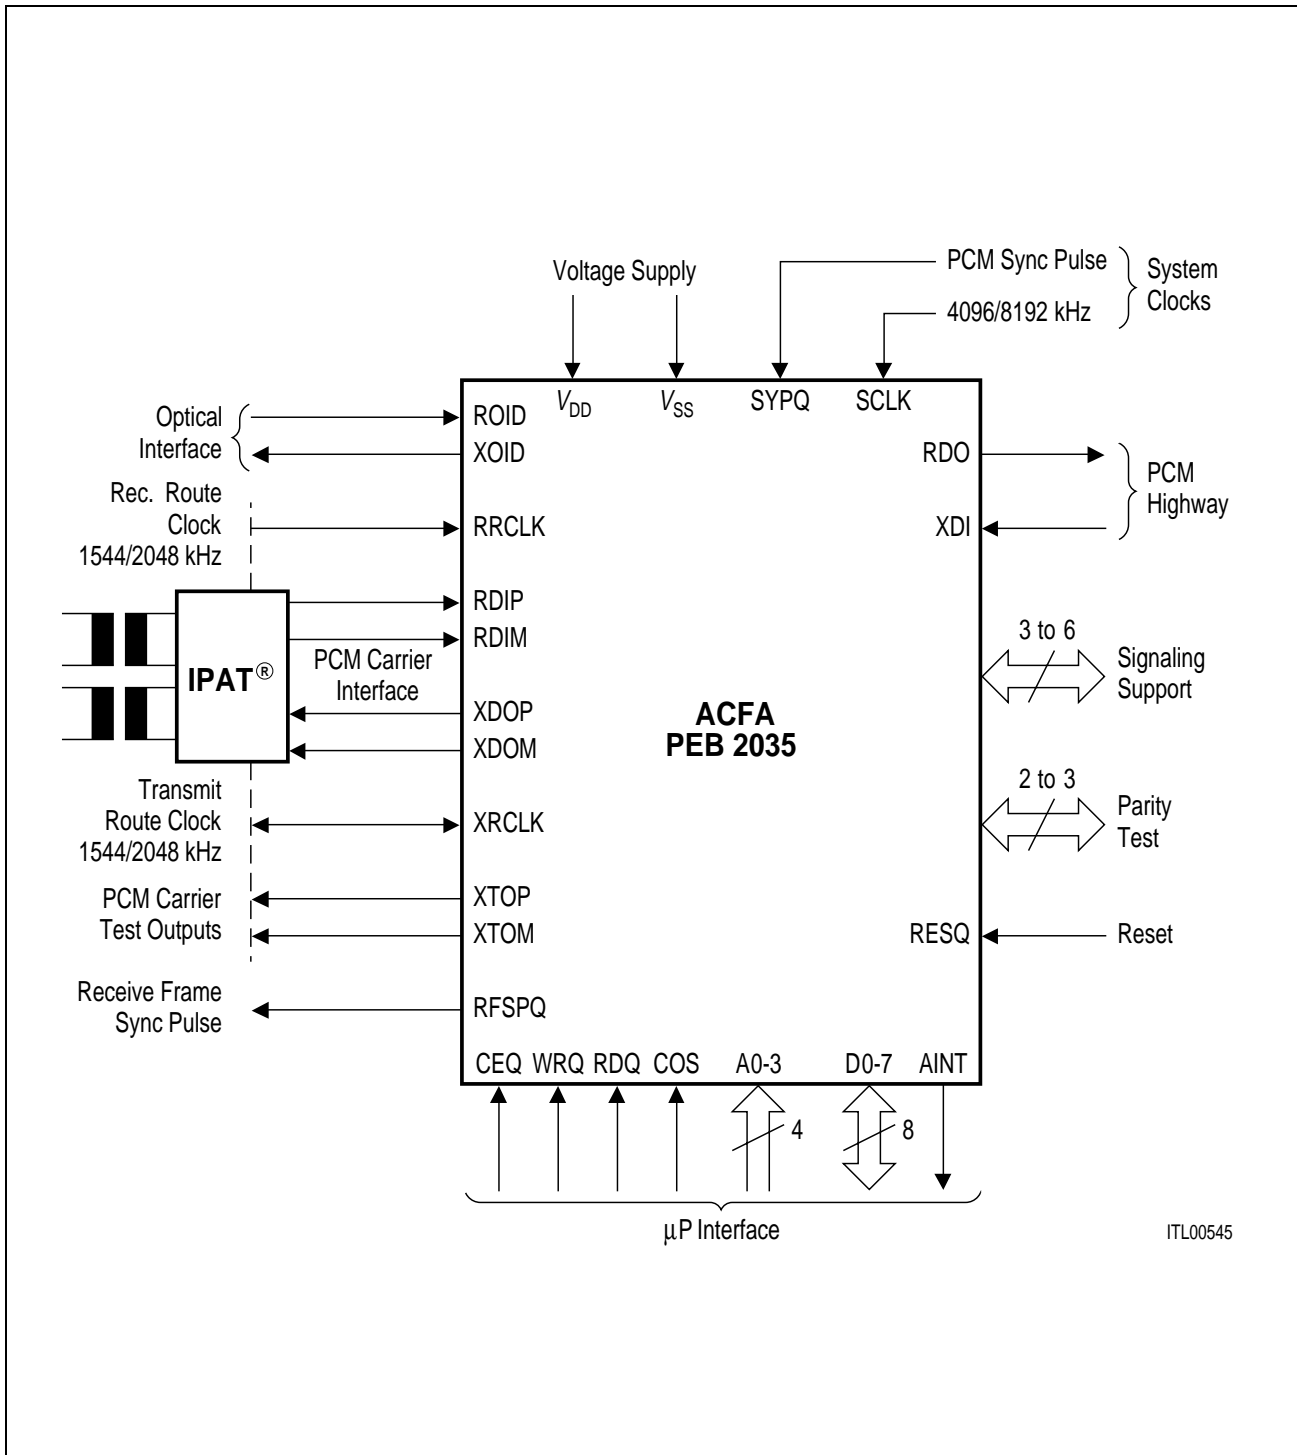 Voltage Supply
PCM Sync Pulse
4096/8192 kHz
System
Clocks
VDD
VSS
SYPQ
SCLK
Optical
Interface
ROID
XOID
RDO
XDI
PCM
Highway
Rec. Route
Clock
1544/2048 kHz
RRCLK
RDIP
RDIM
IPAT®
PCM Carrier
Interface
XDOP
XDOM
ACFA
PEB 2035
3 to 6
Signaling
Support
2 to 3
Parity
Test
Transmit
Route Clock
1544/2048 kHz
XRCLK
PCM Carrier
Test Outputs
XTOP
XTOM
RESQ
Reset
Receive Frame
Sync Pulse
RFSPQ
CEQ WRQ RDQ COS A0-3 D0-7 AINT
4
8
µP Interface
ITL00545